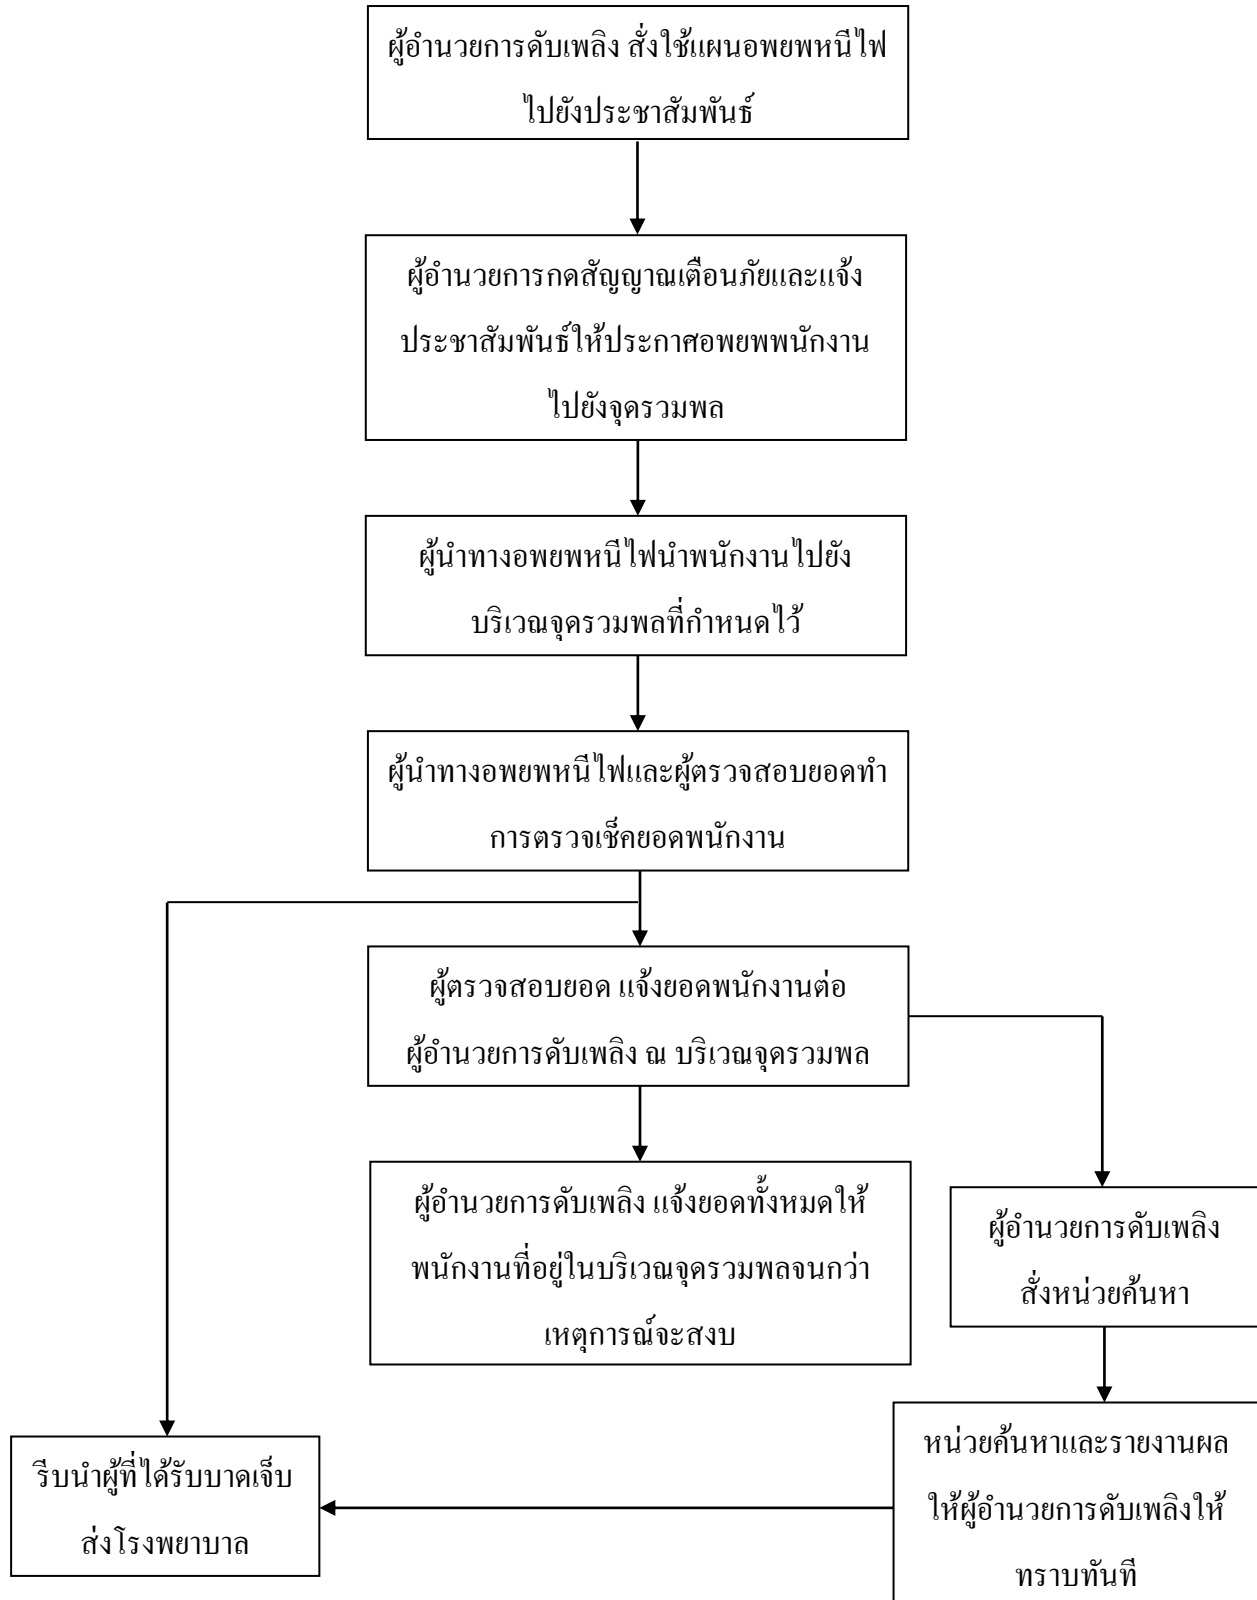 ผู้อำนวยการดับเพลิง สั่งใช้แผนอพยพหนีไฟ
ไปยังประชาสัมพันธ์
ผู้อำนวยการกดสัญญาณเตือนภัยและแจ้ง
ประชาสัมพันธ์ให้ประกาศอพยพพนักงาน
ไปยังจุดรวมพล
ผู้นำทางอพยพหนีไฟนำพนักงานไปยัง
บริเวณจุดรวมพลที่กำหนดไว้
ผู้นำทางอพยพหนีไฟและผู้ตรวจสอบยอดทำ
การตรวจเช็คยอดพนักงาน
ผู้ตรวจสอบยอด แจ้งยอดพนักงานต่อ
ผู้อำนวยการดับเพลิง ณ บริเวณจุดรวมพล
ผู้อำนวยการดับเพลิง แจ้งยอดทั้งหมดให้
พนักงานที่อยู่ในบริเวณจุดรวมพลจนกว่า
เหตุการณ์จะสงบ
ผู้อำนวยการดับเพลิง
สั่งหน่วยค้นหา
หน่วยค้นหาและรายงานผล
ให้ผู้อำนวยการดับเพลิงให้
ทราบทันที
รีบนำผู้ที่ได้รับบาดเจ็บ
ส่งโรงพยาบาล